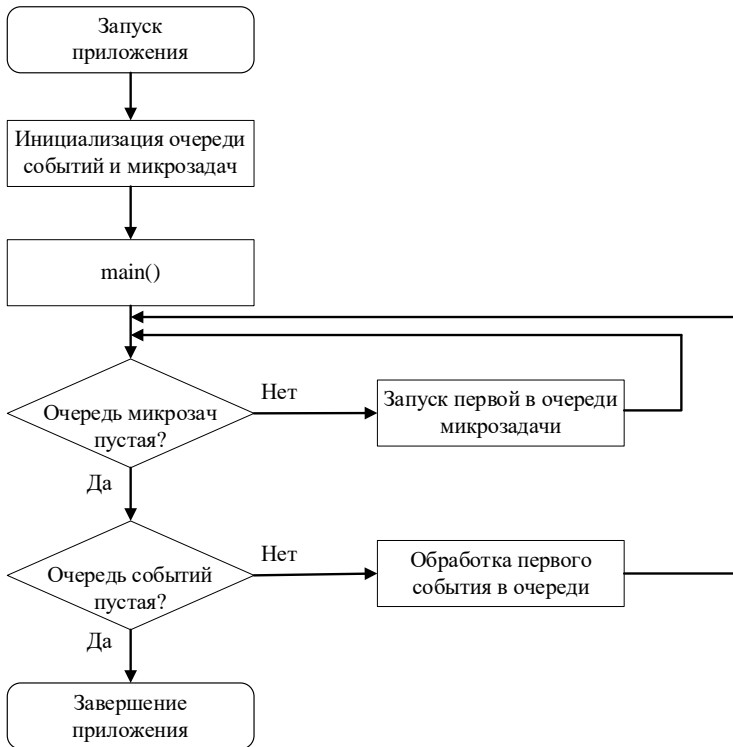 Запуск
приложения
Инициализация очереди
событий и микрозадач
main()
Нет
Очередь микрозач
пустая?
Запуск первой в очереди
микрозадачи
Да
Нет
Очередь событий
пустая?
Обработка первого
события в очереди
Да
Завершение
приложения